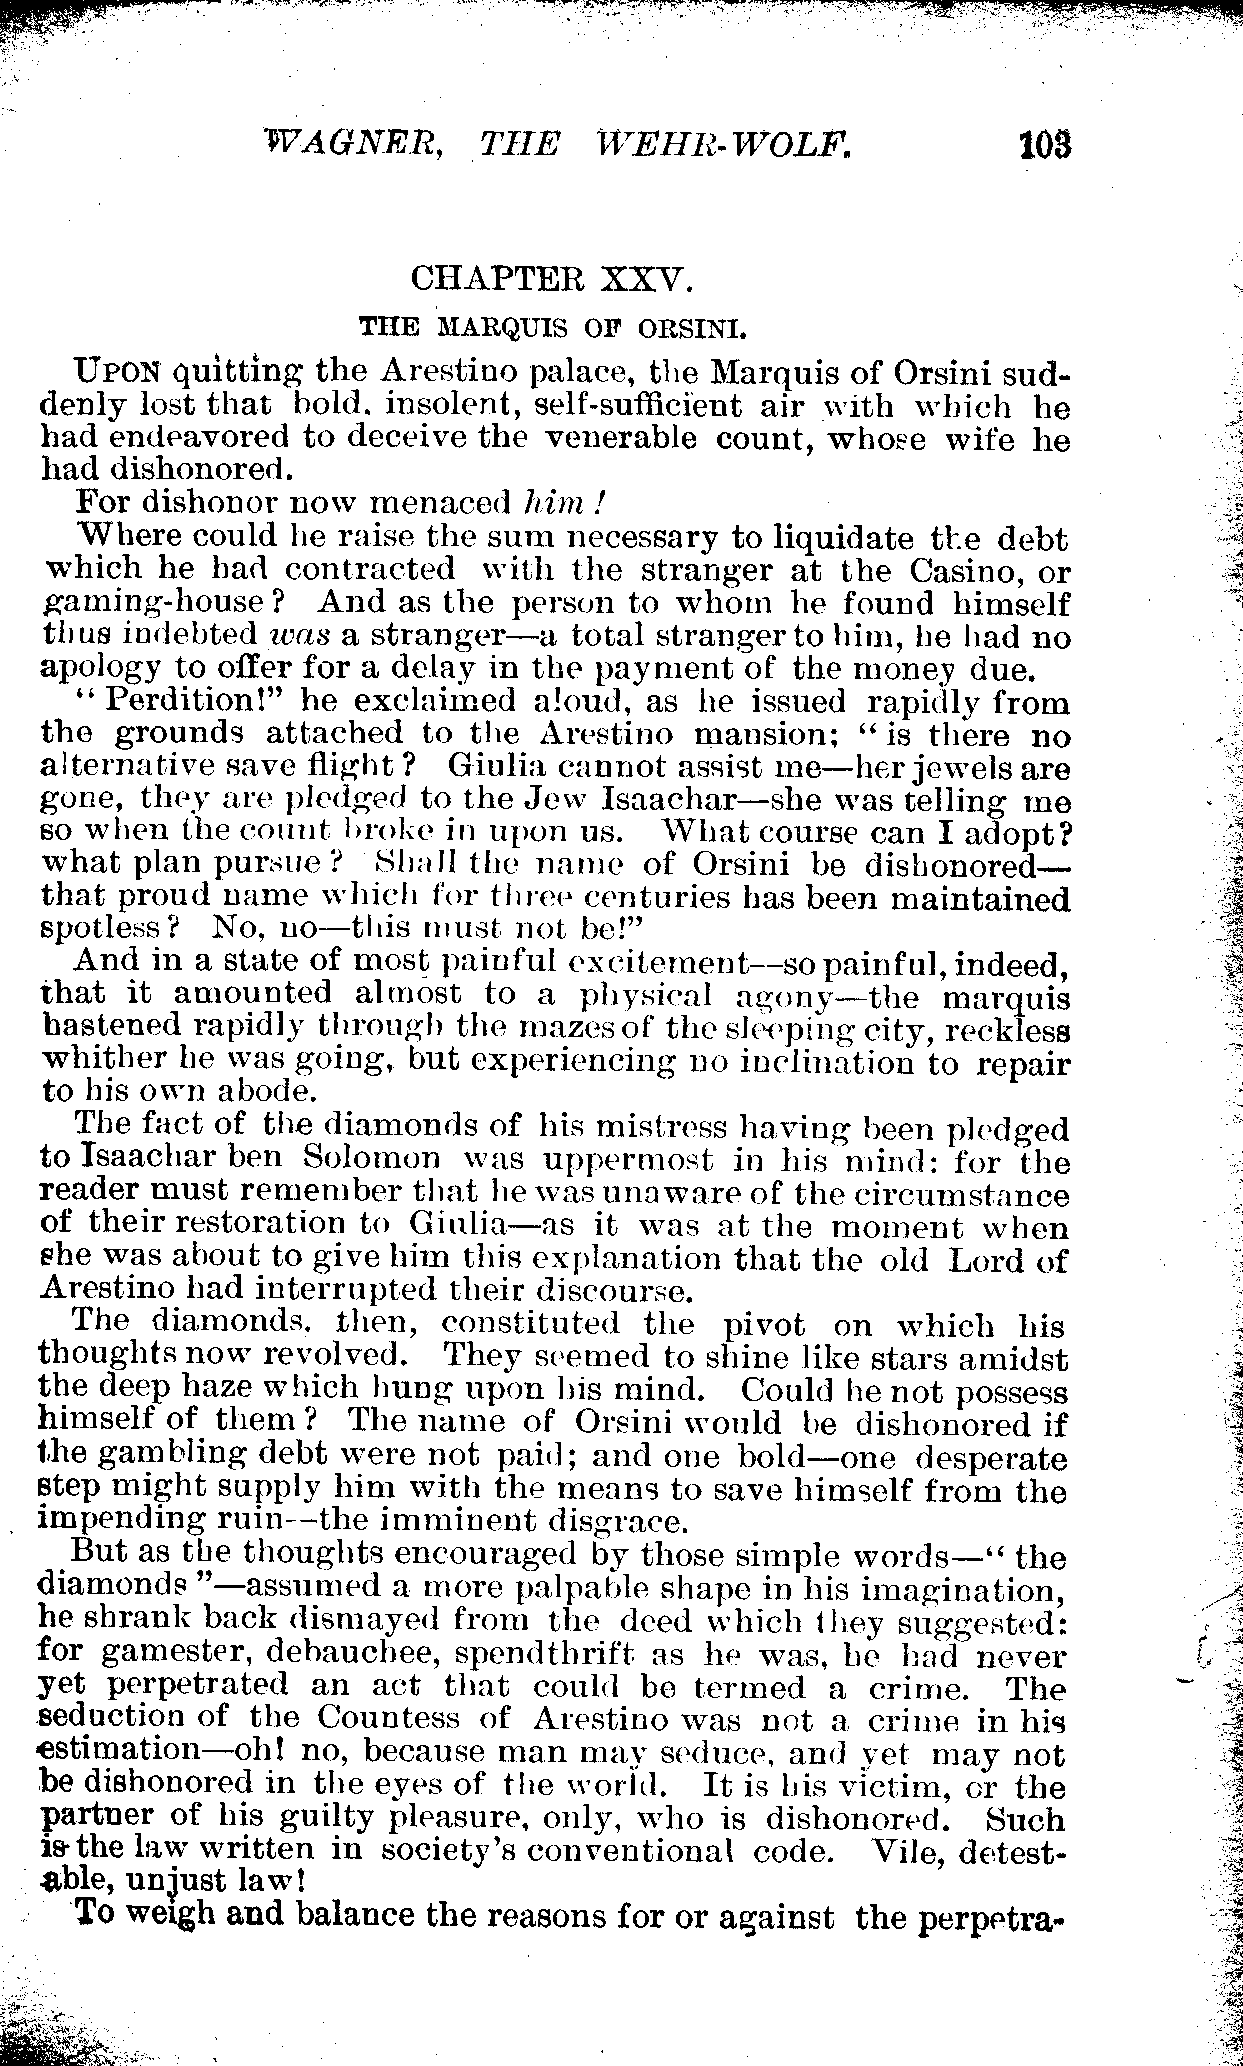 WAGNER, THE WEHR-WOLF. 103
CHAPTER XXV.
THE MARQUIS OF ORSINI.
UPON quitting the Arestino palace, the Marquis of Orsini sud-
denly lost that bold. insolent, self-sufficient air with which he
had endeavored to deceive the venerable count, whose wife he
had dishonored.
For dishonor now menaced him!
Where could he raise the sum necessary to liquidate the debt
which he had contracted with the stranger at the Casino, or
gaming-house? And as the person to whom he found himself
thus indebted was a stranger—a total stranger to him, he had no
apology to offer for a delay in the payment of the money due.
"Perdition!" he exclaimed aloud, as he issued rapidly from
the grounds attached to the Arestino mansion; "is there no
alternative save flight? Giulia cannot assist me—her jewels are
gone, they are pledged to the Jew Isaachar—she was telling me
so when the count broke in upon us. What course can I adopt?
what plan pursue? Shall the name of Orsini be dishonored—
that proud name which for three centuries has been maintained
spotless? No, no—this must not be!"
And in a state of most painful excitement—so painful, indeed,
that it amounted almost to a physical agony—the marquis
hastened rapidly through the mazes of the sleeping city, reckless
whither he was going, but experiencing no inclination to repair
to his own abode.
The fact of the diamonds of his mistress having been pledged
to Isaachar ben Solomon was uppermost in his mind: for the
reader must remember that he was unaware of the circumstance
of their restoration to Giulia—as it was at the moment when
she was about to give him this explanation that the old Lord of
Arestino had interrupted their discourse.
The diamonds. then, constituted the pivot on which his
thoughts now revolved. They seemed to shine like stars amidst
the deep haze which hung upon his mind. Could he not possess
himself of them? The name of Orsini would be dishonored if
the gambling debt were not paid; and one bold—one desperate
step might supply him with the means to save himself from the
impending ruin—the imminent disgrace.
But as the thoughts encouraged by those simple words—"the
diamonds"—assumed a more palpable shape in his imagination,
he shrank back dismayed from the deed which they suggested:
for gamester, debauchee, spendthrift as he was, he had never
yet perpetrated an act that could be termed a crime. The
seduction of the Countess of Arestino was not a crime in his
estimation—oh! no, because man may seduce, and yet may not
be dishonored in the eyes of the world. It is his victim, or the
partner of his guilty pleasure, only, who is dishonored. Such
is the law written in society's conventional code. Vile, detest-
able, unjust law!
To weigh and balance the reasons for or against the perpetra-